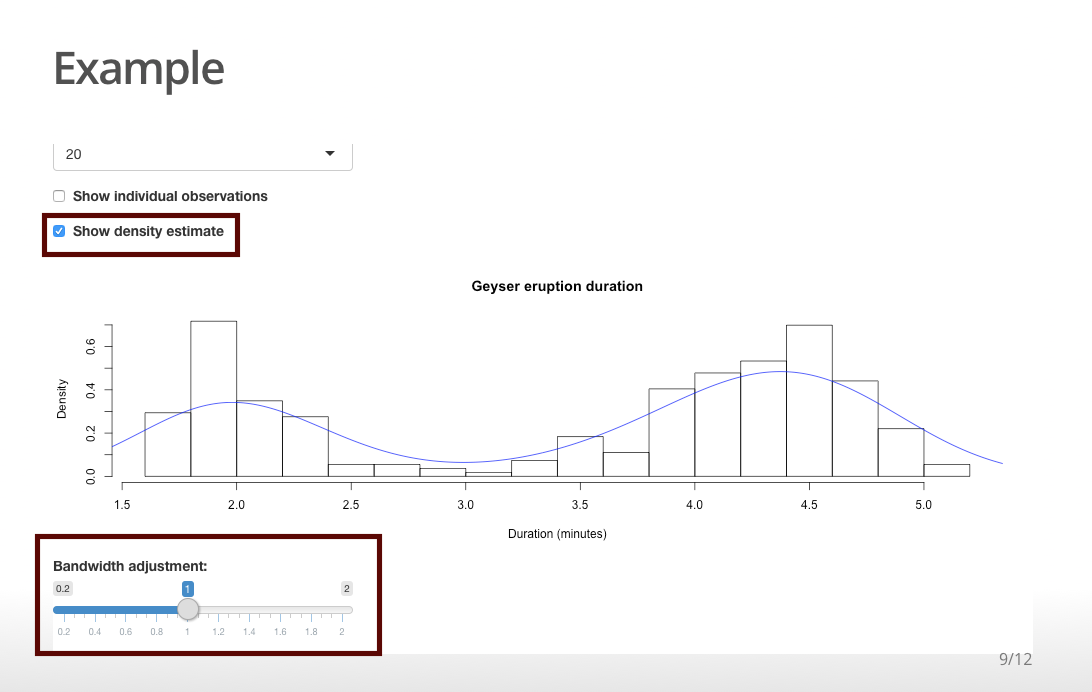 Example
20
Show individual observations
Show density estimate
Geyser eruption duration
Density
0.0 0.2 0.4 0.6
1.5 2.0 2.5 3.0 3.5 4.0 4.5 5.0
Duration (minutes)
Bandwidth adjustment:
0.2 1 2
0.2 0.4 0.6 0.8 1 1.2 1.4 1.6 1.8 2
9/12